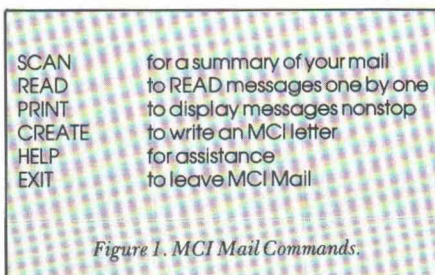 SCAN for a summary of your mail
READ to READ messages one by one
PRINT to display messages nonstop
CREATE to write an MCI letter
HELP for assistance
EXIT to leave MCI Mail
Figure 1. MCI Mail Commands.